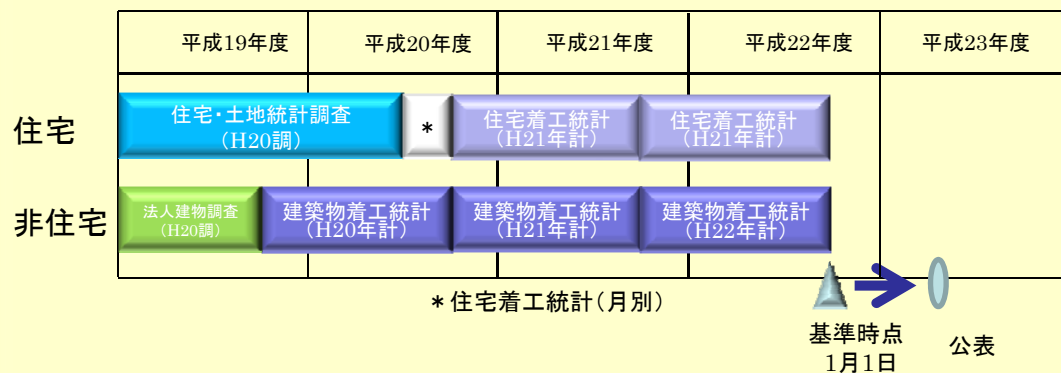 平成19年度 平成20年度 平成21年度 平成22年度 平成23年度
住宅
住宅・土地統計調査
(H20調)
*
住宅着工統計
(H21年計)
住宅着工統計
(H21年計)
非住宅
法人建物調査
(H20調)
建築物着工統計
(H20年計)
建築物着工統計
(H21年計)
建築物着工統計
(H22年計)
*住宅着工統計(月別)
基準時点
1月1日
公表